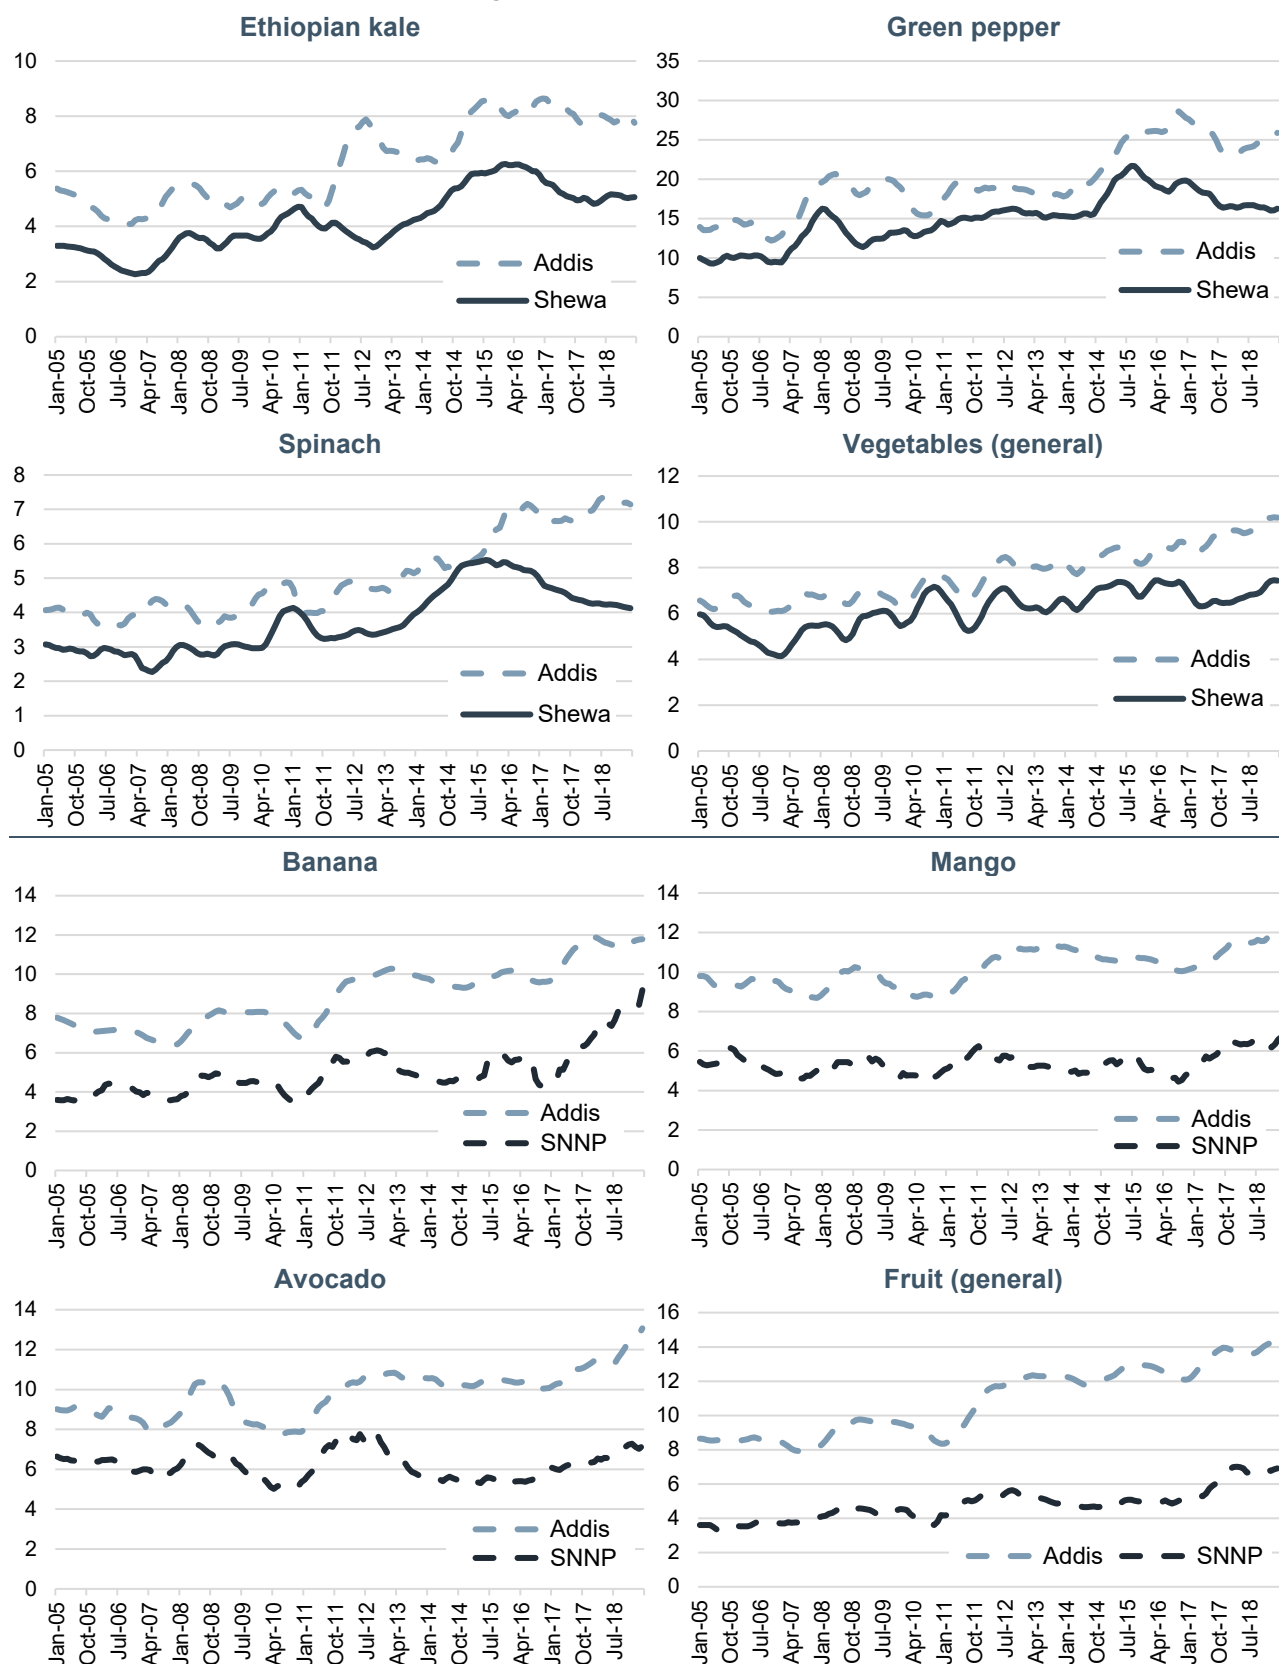 Ethiopian kale
10
8
6
4
2
0
Addis
Shewa
Jan-05 Oct-05 Jul-06 Apr-07 Jan-08 Oct-08 Jul-09 Apr-10 Jan-11 Oct-11 Jul-12 Apr-13 Jan-14 Oct-14 Jul-15 Apr-16 Jan-17 Oct-17 Jul-18
Green pepper
35
30
25
20
15
10
5
0
Addis
Shewa
Jan-05 Oct-05 Jul-06 Apr-07 Jan-08 Oct-08 Jul-09 Apr-10 Jan-11 Oct-11 Jul-12 Apr-13 Jan-14 Oct-14 Jul-15 Apr-16 Jan-17 Oct-17 Jul-18
Spinach
8
7
6
5
4
3
2
1
0
Addis
Shewa
Jan-05 Oct-05 Jul-06 Apr-07 Jan-08 Oct-08 Jul-09 Apr-10 Jan-11 Oct-11 Jul-12 Apr-13 Jan-14 Oct-14 Jul-15 Apr-16 Jan-17 Oct-17 Jul-18
Vegetables (general)
12
10
8
6
4
2
0
Addis
Shewa
Jan-05 Oct-05 Jul-06 Apr-07 Jan-08 Oct-08 Jul-09 Apr-10 Jan-11 Oct-11 Jul-12 Apr-13 Jan-14 Oct-14 Jul-15 Apr-16 Jan-17 Oct-17 Jul-18
Banana
14
12
10
8
6
4
2
0
Addis
SNNP
Jan-05 Oct-05 Jul-06 Apr-07 Jan-08 Oct-08 Jul-09 Apr-10 Jan-11 Oct-11 Jul-12 Apr-13 Jan-14 Oct-14 Jul-15 Apr-16 Jan-17 Oct-17 Jul-18
Mango
14
12
10
8
6
4
2
0
Addis
SNNP
Jan-05 Oct-05 Jul-06 Apr-07 Jan-08 Oct-08 Jul-09 Apr-10 Jan-11 Oct-11 Jul-12 Apr-13 Jan-14 Oct-14 Jul-15 Apr-16 Jan-17 Oct-17 Jul-18
Avocado
14
12
10
8
6
4
2
0
Addis
SNNP
Jan-05 Oct-05 Jul-06 Apr-07 Jan-08 Oct-08 Jul-09 Apr-10 Jan-11 Oct-11 Jul-12 Apr-13 Jan-14 Oct-14 Jul-15 Apr-16 Jan-17 Oct-17 Jul-18
Fruit (general)
16
14
12
10
8
6
4
2
0
Addis SNNP
Jan-05 Oct-05 Jul-06 Apr-07 Jan-08 Oct-08 Jul-09 Apr-10 Jan-11 Oct-11 Jul-12 Apr-13 Jan-14 Oct-14 Jul-15 Apr-16 Jan-17 Oct-17 Jul-18